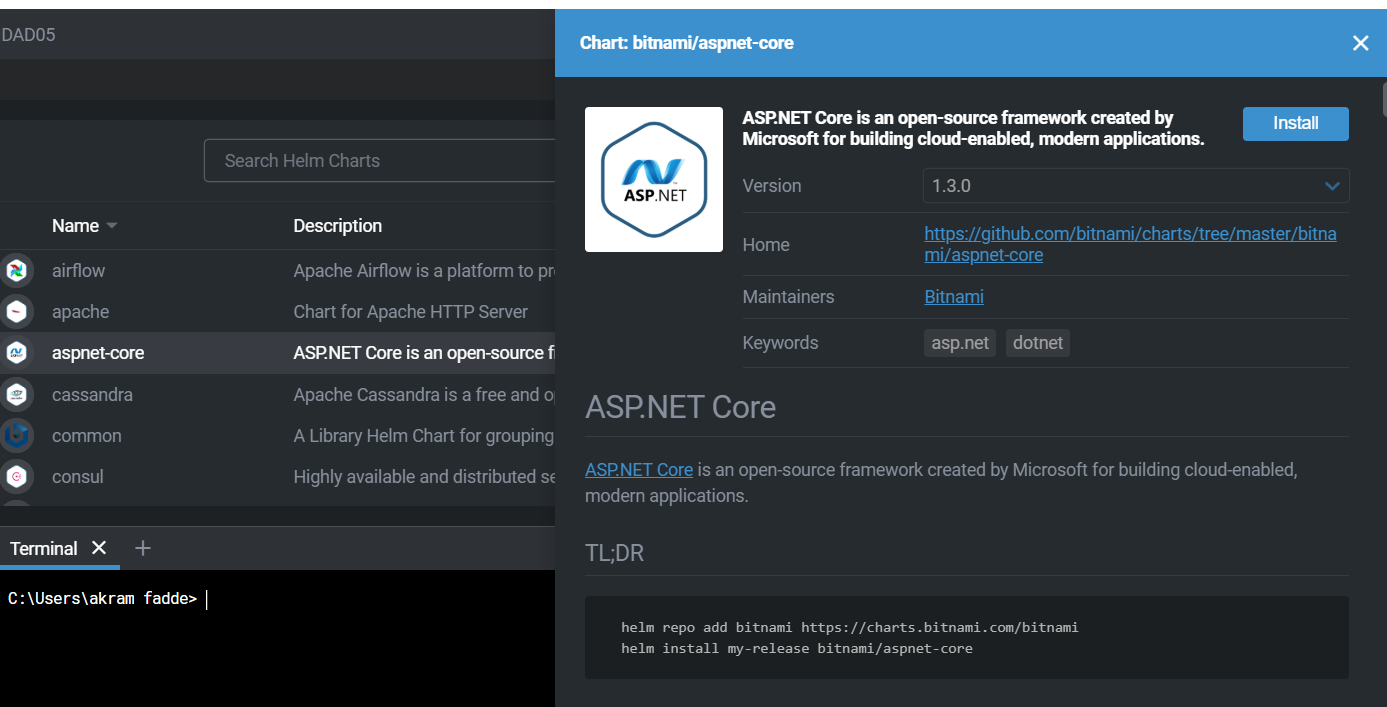 DAD05
Search Helm Charts
Name
Description
airflow
Apache Airflow is a platform to pr
apache
Chart for Apache HTTP Server
aspnet-core
ASP.NET Core is an open-source f
cassandra
Apache Cassandra is a free and o
common
A Library Helm Chart for grouping
consul
Highly available and distributed se
Terminal
C:\Users\akram fadde>
Chart: bitnami/aspnet-core
ASP.NET
ASP.NET Core is an open-source framework created by
Microsoft for building cloud-enabled, modern applications.
Install
Version
1.3.0
Home
https://github.com/bitnami/charts/tree/master/bitna
mi/aspnet-core
Maintainers
Bitnami
Keywords
asp.net
dotnet
ASP.NET Core
ASP.NET Core is an open-source framework created by Microsoft for building cloud-enabled,
modern applications.
TL;DR
helm repo add bitnami https://charts.bitnami.com/bitnami
helm install my-release bitnami/aspnet-core